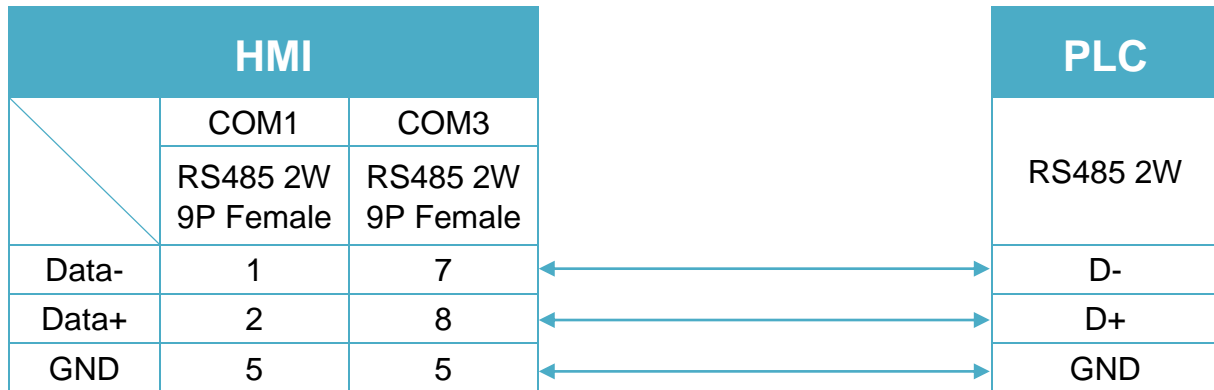 HMI
PLC
COM1 COM3
RS485 2W RS485 2W
9P Female 9P Female
RS485 2W
Data- 1 7 D-
Data+ 2 8 D+
GND 5 5 GND